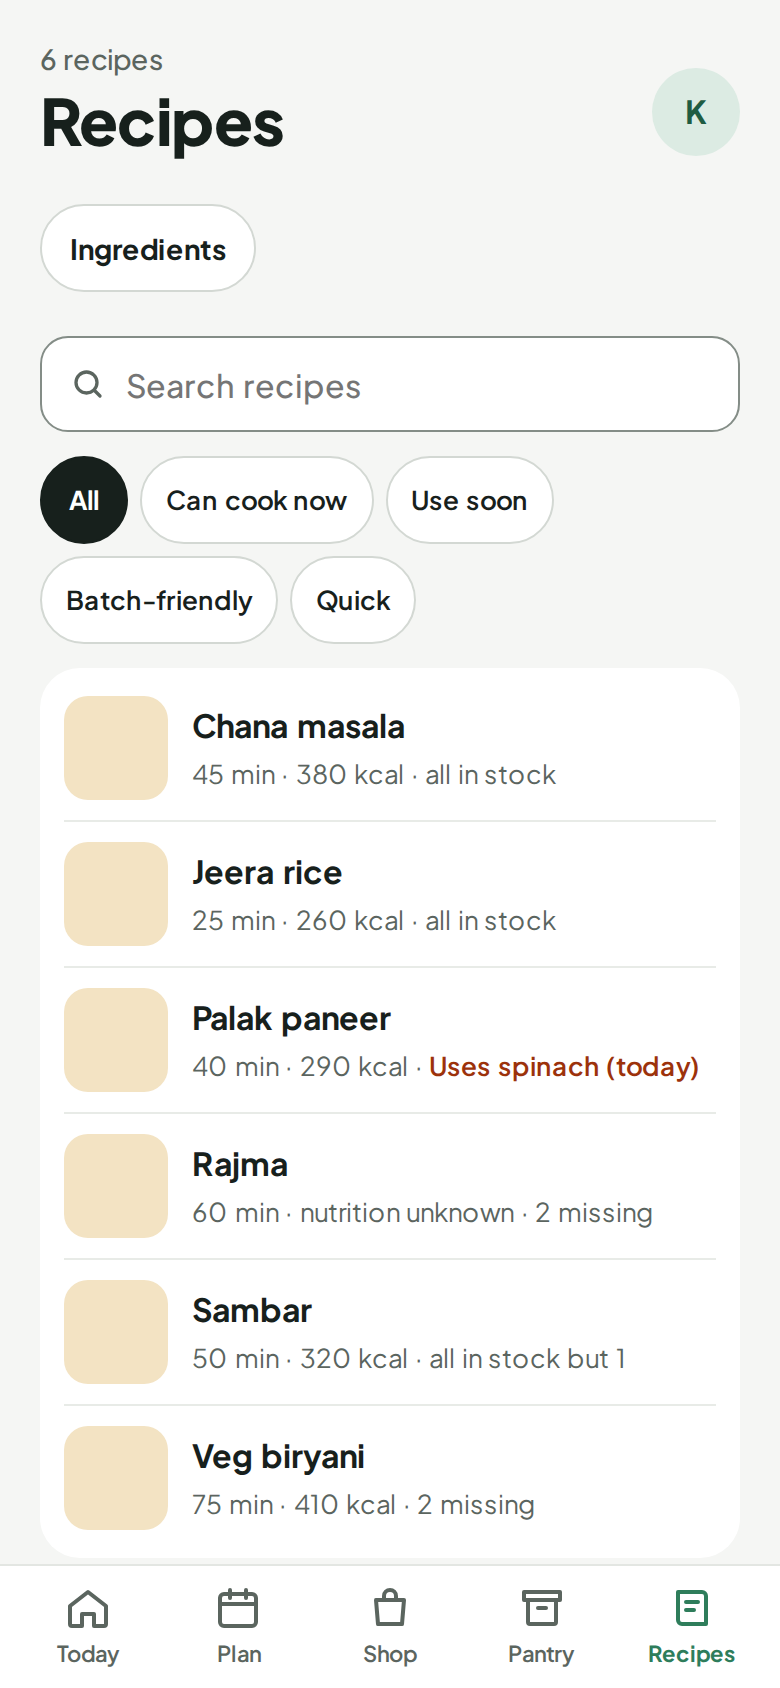 6 recipes
Recipes
K
Ingredients
Search recipes
All
Can cook now
Use soon
Batch-friendly
Quick
Chana masala
45 min · 380 kcal · all in stock
Jeera rice
25 min · 260 kcal · all in stock
Palak paneer
40 min · 290 kcal · Uses spinach (today)
Rajma
60 min · nutrition unknown · 2 missing
Sambar
50 min · 320 kcal · all in stock but 1
Veg biryani
75 min · 410 kcal · 2 missing
Today
Plan
Shop
Pantry
Recipes